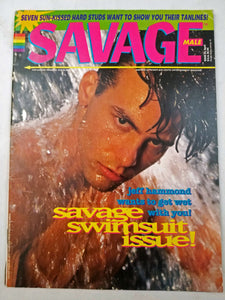 SEVEN SUN-KISSED HARD STUDS WANT TO SHOW YOU THEIR TANLINES!
SAVAGE
MALE
jeff hammond
wants to get wet
with you!
savage
swimsuit
issue!